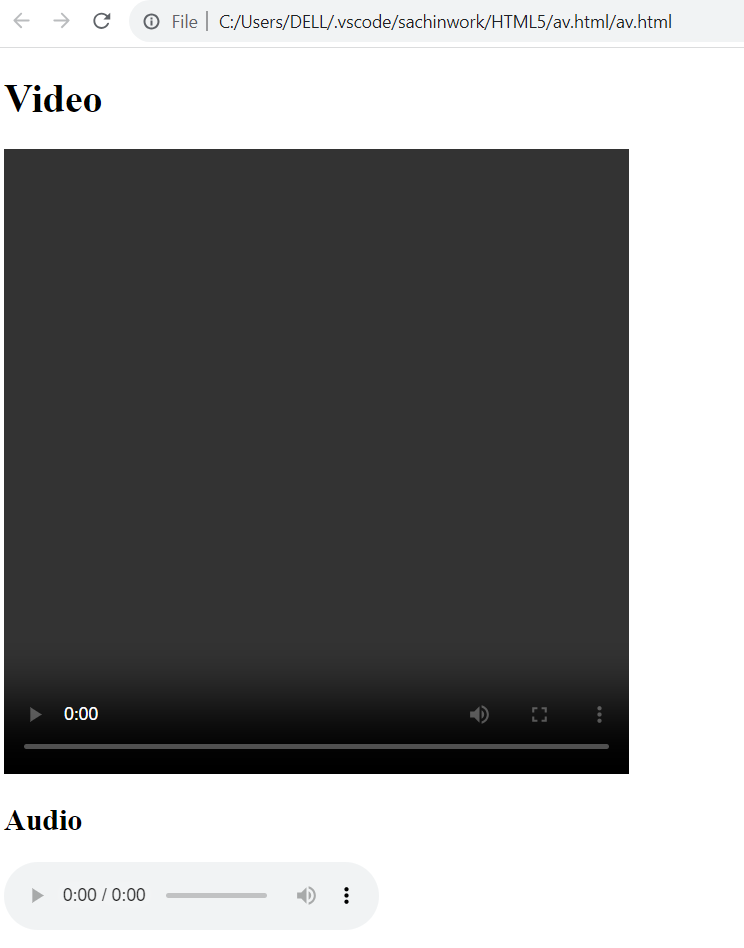 File C:/Users/DELL/.vscode/sachinwork/HTML5/av.html/av.html
Video
0:00
Audio
0:00 / 0:00